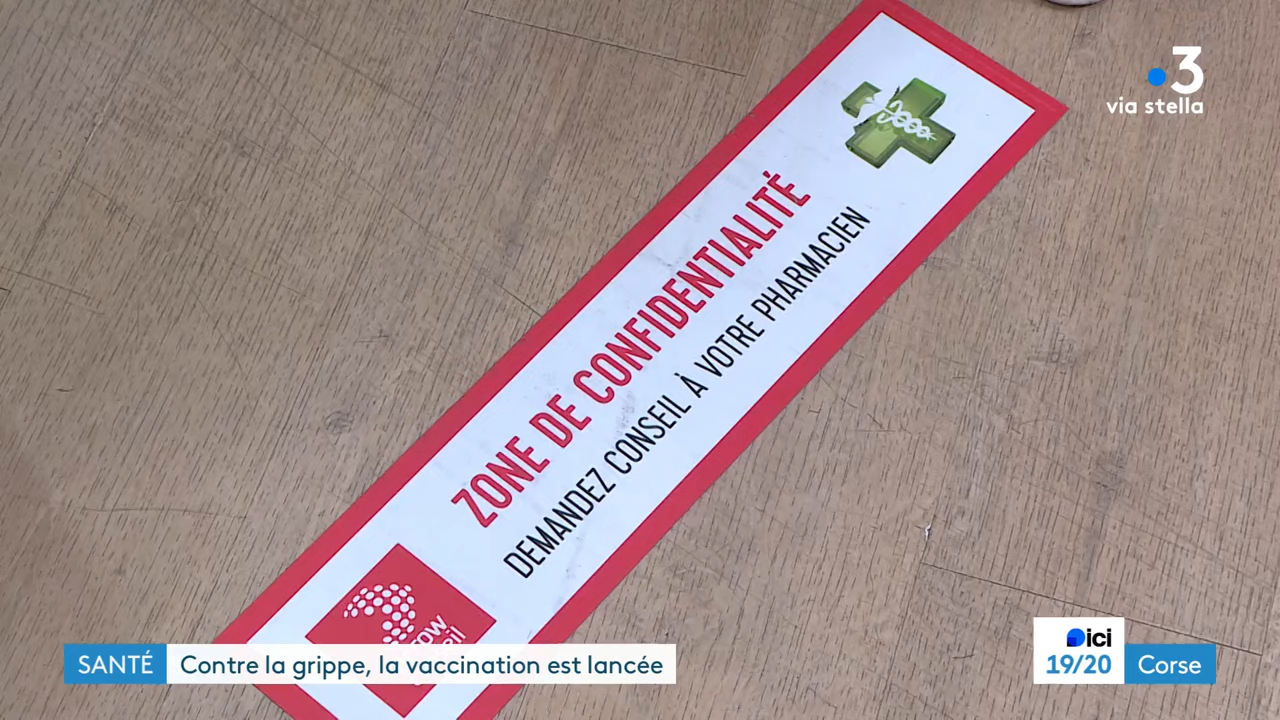 3
via stella
ZONE DE CONFIDENTIALITÉ
DEMANDEZ CONSEIL À VOTRE PHARMACIEN
SANTÉ
Contre la grippe, la vaccination est lancée
ici
19/20
Corse